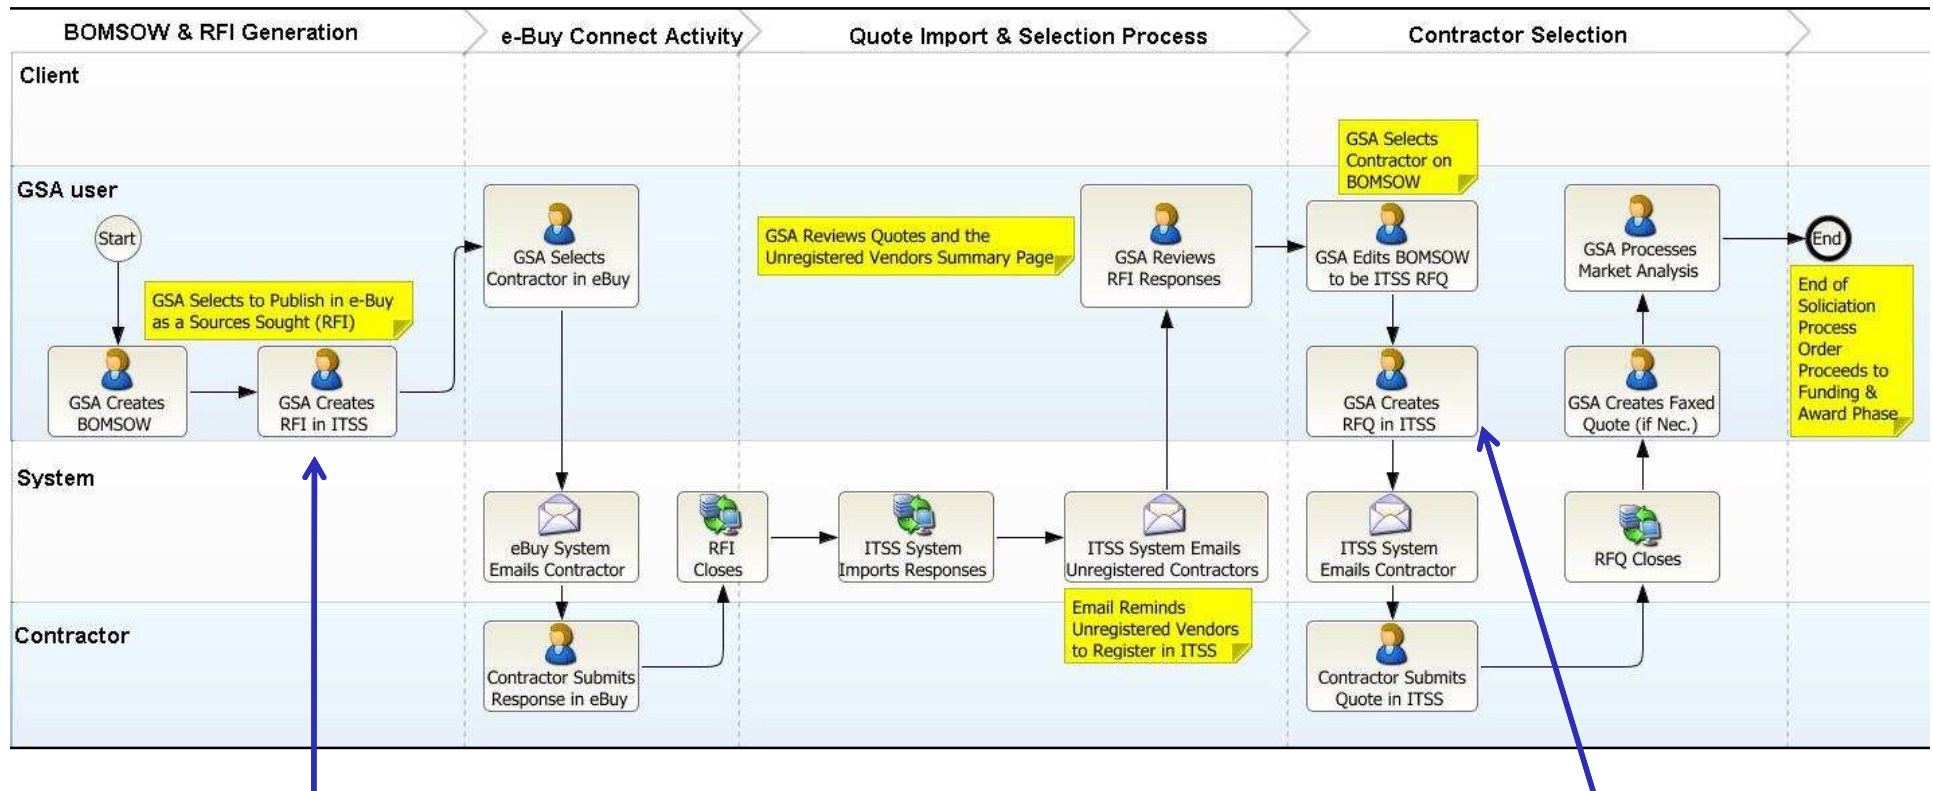 BOMSOW & RFI Generation
e-Buy Connect Activity
Quote Import & Selection Process
Contractor Selection
Client
GSA user
Start
GSA Selects to Publish in e-Buy
as a Sources Sought (RFI)
GSA Creates
BOMSOW
GSA Creates
RFI in ITSS
GSA Selects
Contractor in eBuy
GSA Reviews Quotes and the
Unregistered Vendors Summary Page
GSA Reviews
RFI Responses
GSA Selects
Contractor on
BOMSOW
GSA Edits BOMSOW
to be ITSS RFQ
GSA Creates
RFQ in ITSS
GSA Processes
Market Analysis
GSA Creates Faxed
Quote (if Nec.)
End
End of
Soliciation
Process
Order
Proceeds to
Funding &
Award Phase
System
eBuy System
Emails Contractor
RFI
Closes
ITSS System
Imports Responses
ITSS System Emails
Unregistered Contractors
Email Reminds
Unregistered Vendors
to Register in ITSS
ITSS System
Emails Contractor
RFQ Closes
Contractor
Contractor Submits
Response in eBuy
Contractor Submits
Quote in ITSS